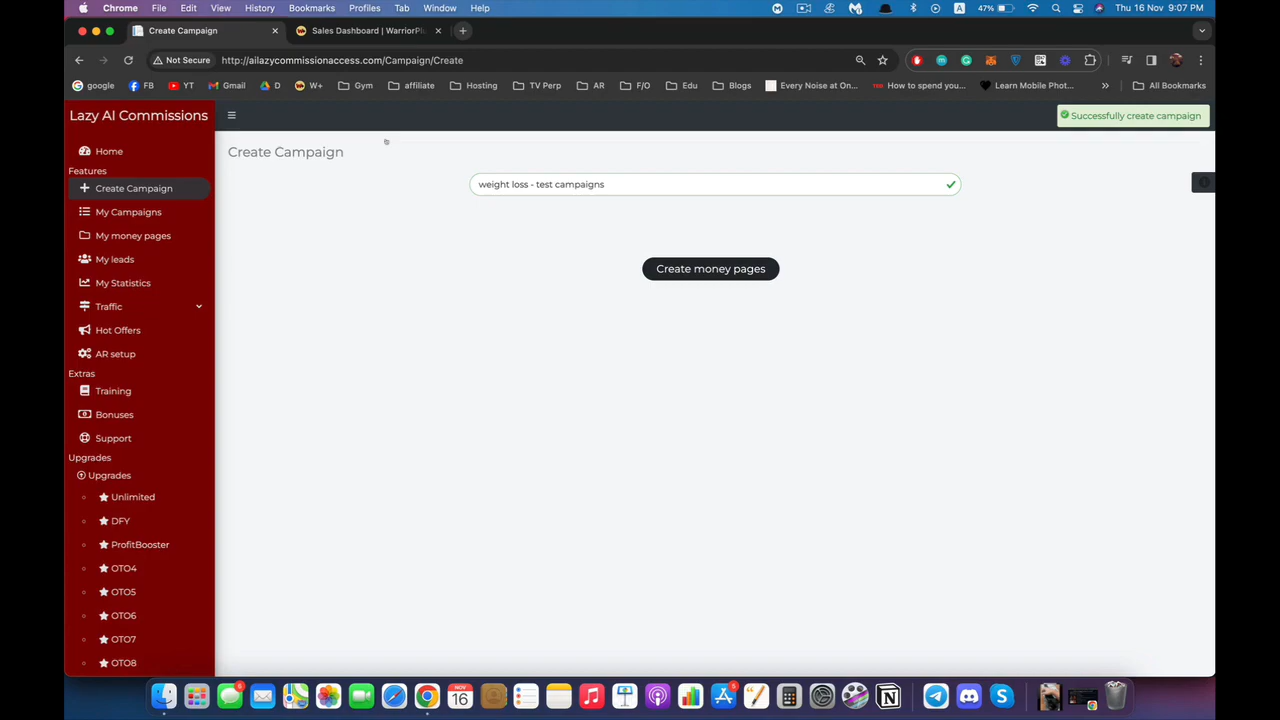 Chrome File Edit View History Bookmarks Profiles Tab Window Help
47% Thu 16 Nov 9:07 PM
Create Campaign
Sales Dashboard | WarriorPlu
Not Secure http://ailazycommissionaccess.com/Campaign/Create
google FB YT Gmail D W+ Gym affiliate Hosting TV Perp AR F/O Edu Blogs Every Noise at On... TED How to spend you... Learn Mobile Phot... » All Bookmarks
Lazy AI Commissions
Successfully create campaign
Home
Features
Create Campaign
My Campaigns
My money pages
My leads
My Statistics
Traffic
Hot Offers
AR setup
Extras
Training
Bonuses
Support
Upgrades
Upgrades
Unlimited
DFY
ProfitBooster
OTO4
OTO5
OTO6
OTO7
OTO8
Create Campaign
weight loss - test campaigns
Create money pages
NOV
16